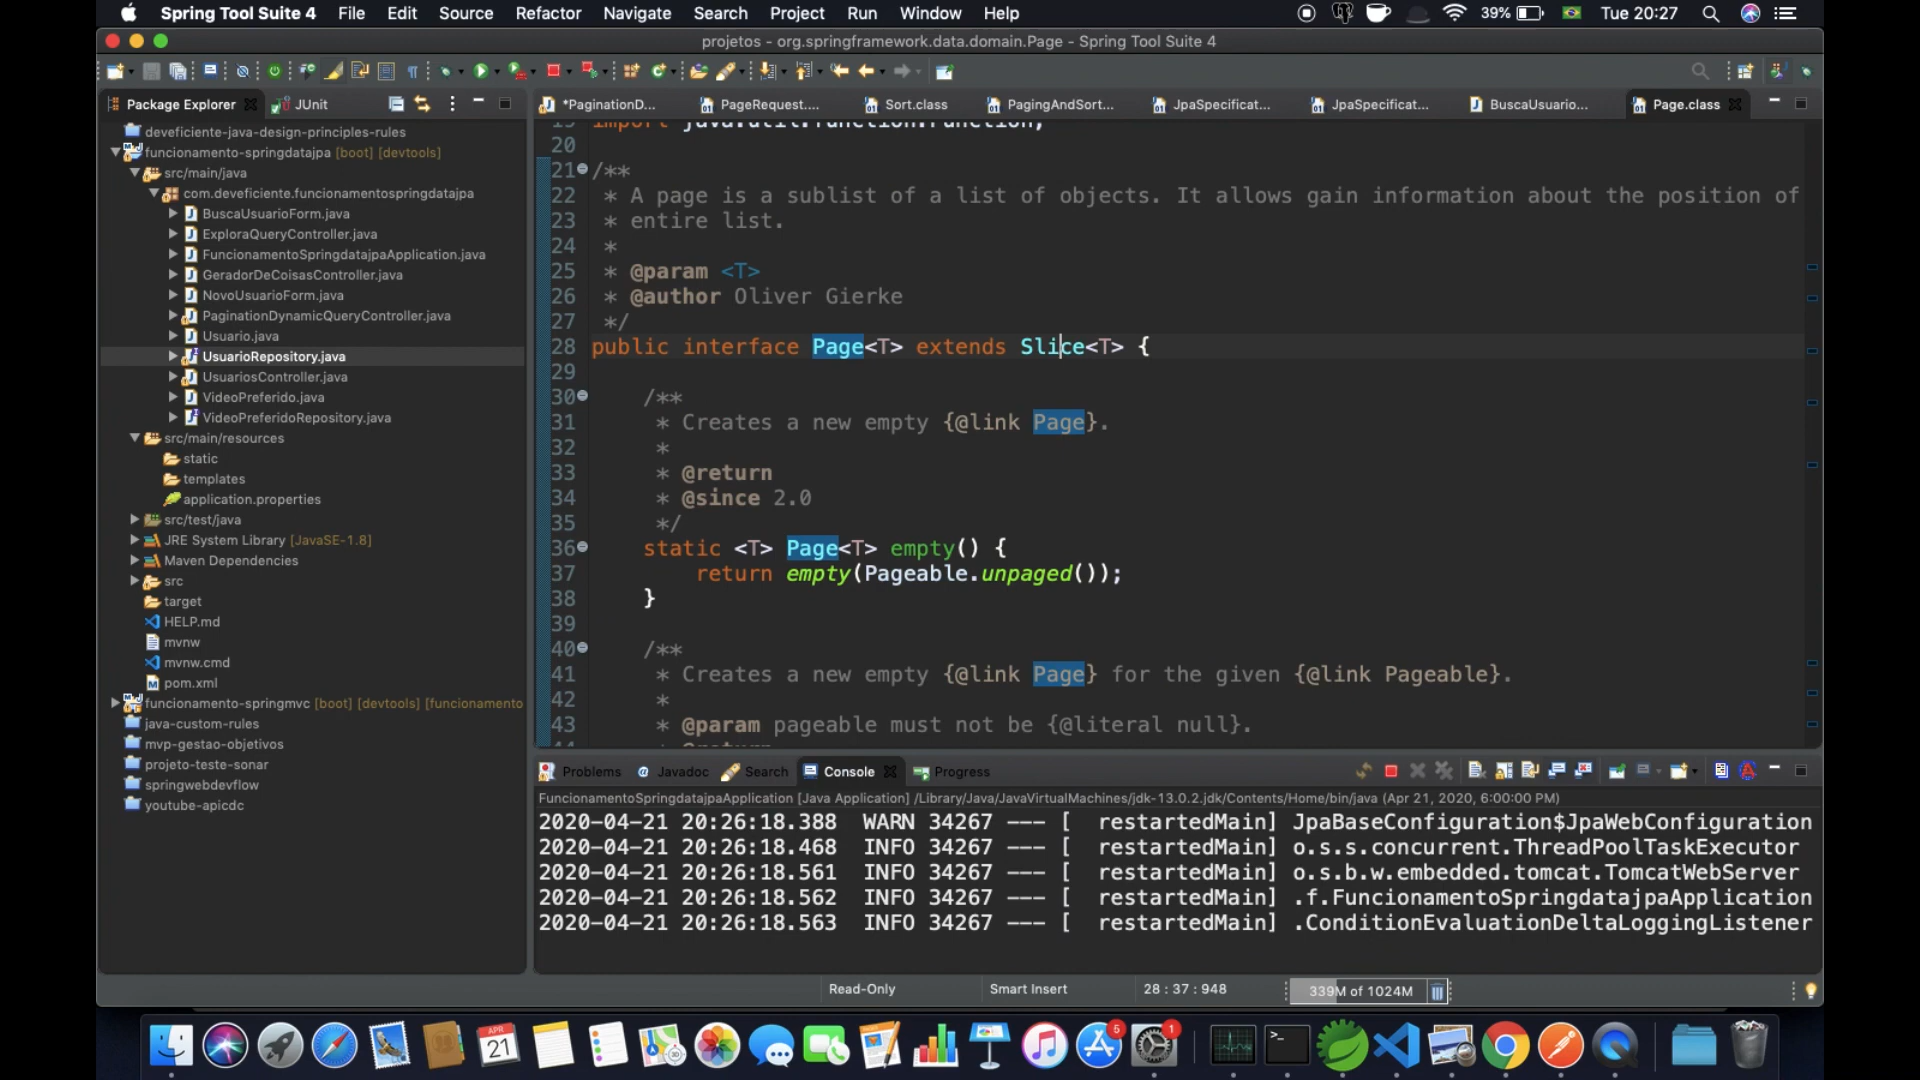 Spring Tool Suite 4 File Edit Source Refactor Navigate Search Project Run Window Help 39% Tue 20:27
projetos - org.springframework.data.domain.Page - Spring Tool Suite 4
Package Explorer JUnit
*PaginationD... PageRequest.... Sort.class PagingAndSort... JpaSpecificat... JpaSpecificat... BuscaUsuario... Page.class
deveficiente-java-design-principles-rules
funcionamento-springdatajpa [boot] [devtools]
src/main/java
com.deveficiente.funcionamentospringdatajpa
BuscaUsuarioForm.java
ExploraQueryController.java
FuncionamentoSpringdatajpaApplication.java
GeradorDeCoisasController.java
NovoUsuarioForm.java
PaginationDynamicQueryController.java
Usuario.java
UsuarioRepository.java
UsuariosController.java
VideoPreferido.java
VideoPreferidoRepository.java
src/main/resources
static
templates
application.properties
src/test/java
JRE System Library [JavaSE-1.8]
Maven Dependencies
src
target
HELP.md
mvnw
mvnw.cmd
pom.xml
funcionamento-springmvc [boot] [devtools] [funcionamento
java-custom-rules
mvp-gestao-objetivos
projeto-teste-sonar
springwebdevflow
youtube-apicdc
19 import java.util.function.Function;
20
21 /**
22 * A page is a sublist of a list of objects. It allows gain information about the position of
23 * entire list.
24 *
25 * @param <T>
26 * @author Oliver Gierke
27 */
28 public interface Page<T> extends Slice<T> {
29
30 /**
31 * Creates a new empty {@link Page}.
32 *
33 * @return
34 * @since 2.0
35 */
36 static <T> Page<T> empty() {
37 return empty(Pageable.unpaged());
38 }
39
40 /**
41 * Creates a new empty {@link Page} for the given {@link Pageable}.
42 *
43 * @param pageable must not be {@literal null}.
Problems Javadoc Search Console Progress
FuncionamentoSpringdatajpaApplication [Java Application] /Library/Java/JavaVirtualMachines/jdk-13.0.2.jdk/Contents/Home/bin/java (Apr 21, 2020, 6:00:00 PM)
2020-04-21 20:26:18.388 WARN 34267 --- [ restartedMain] JpaBaseConfiguration$JpaWebConfiguration
2020-04-21 20:26:18.468 INFO 34267 --- [ restartedMain] o.s.s.concurrent.ThreadPoolTaskExecutor
2020-04-21 20:26:18.561 INFO 34267 --- [ restartedMain] o.s.b.w.embedded.tomcat.TomcatWebServer
2020-04-21 20:26:18.562 INFO 34267 --- [ restartedMain] .f.FuncionamentoSpringdatajpaApplication
2020-04-21 20:26:18.563 INFO 34267 --- [ restartedMain] .ConditionEvaluationDeltaLoggingListener
Read-Only Smart Insert 28 : 37 : 948 339M of 1024M
APR 21 5 1